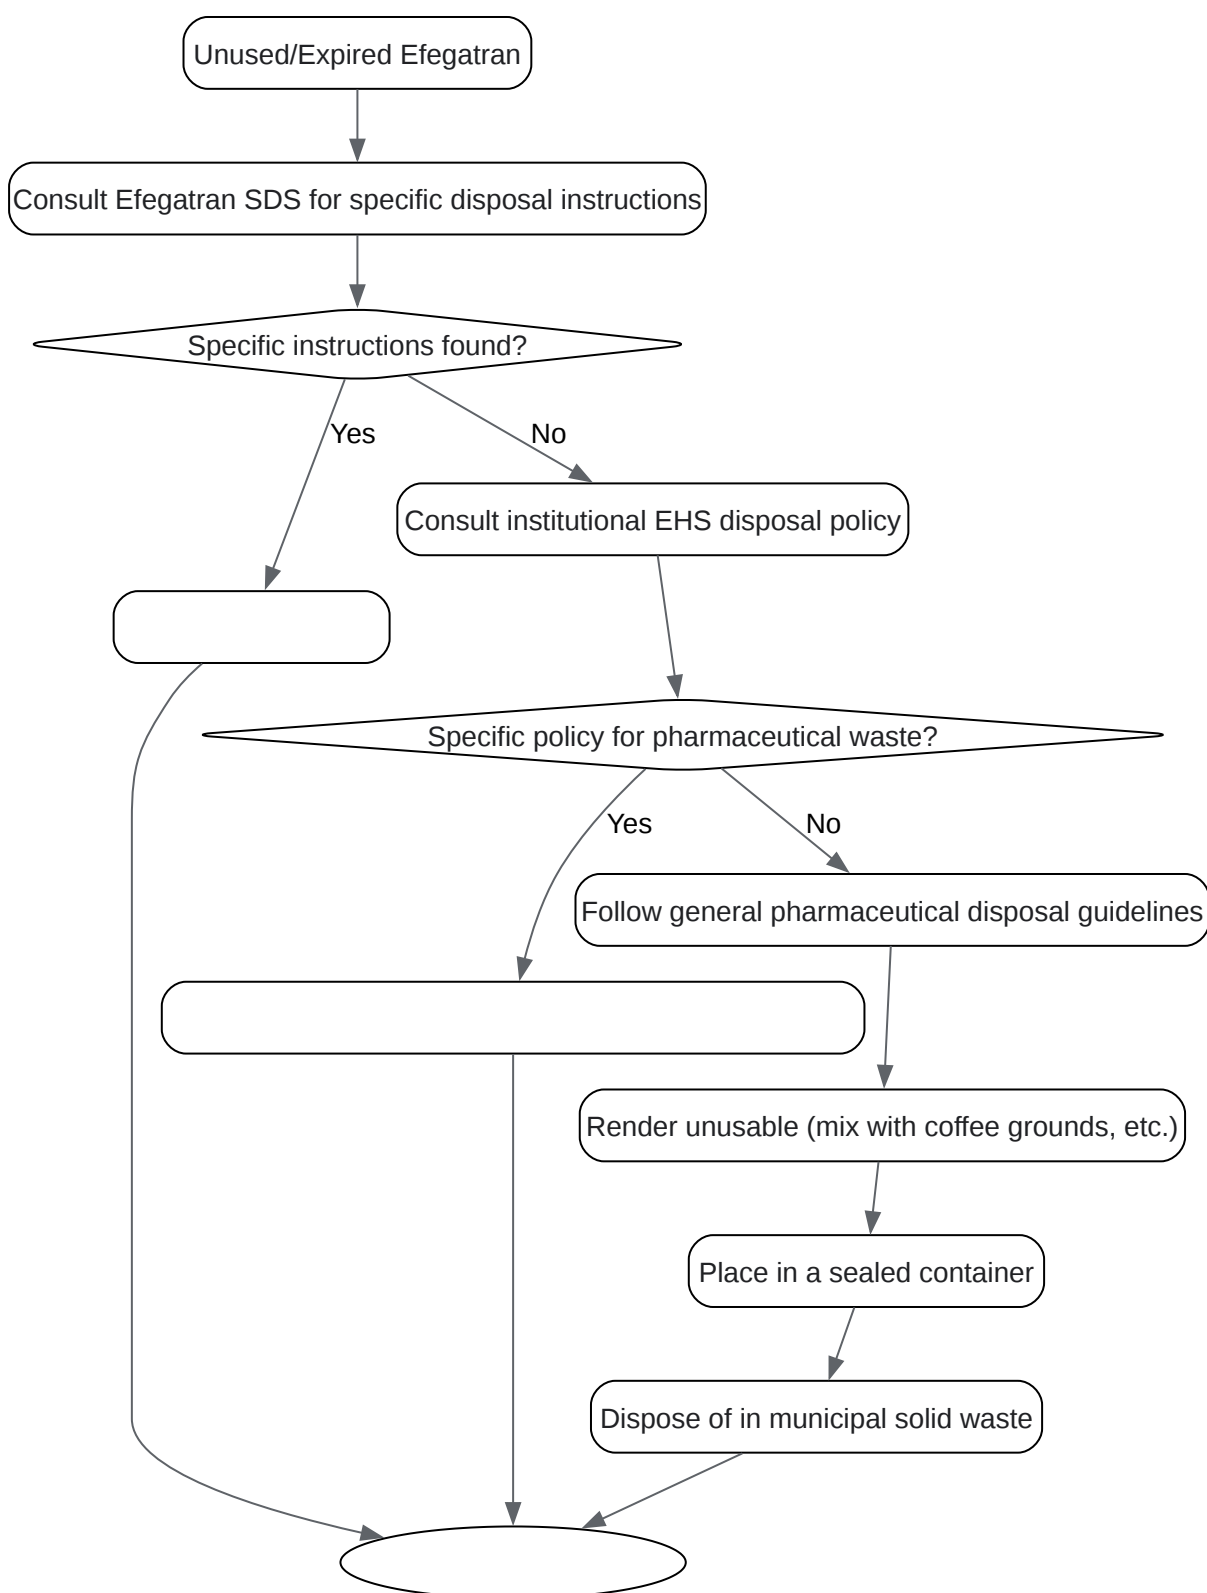 Unused/Expired Efegatran
Consult Efegatran SDS for specific disposal instructions
Specific instructions found?
Yes
No
Consult institutional EHS disposal policy
Specific policy for pharmaceutical waste?
Yes
No
Follow general pharmaceutical disposal guidelines
Render unusable (mix with coffee grounds, etc.)
Place in a sealed container
Dispose of in municipal solid waste